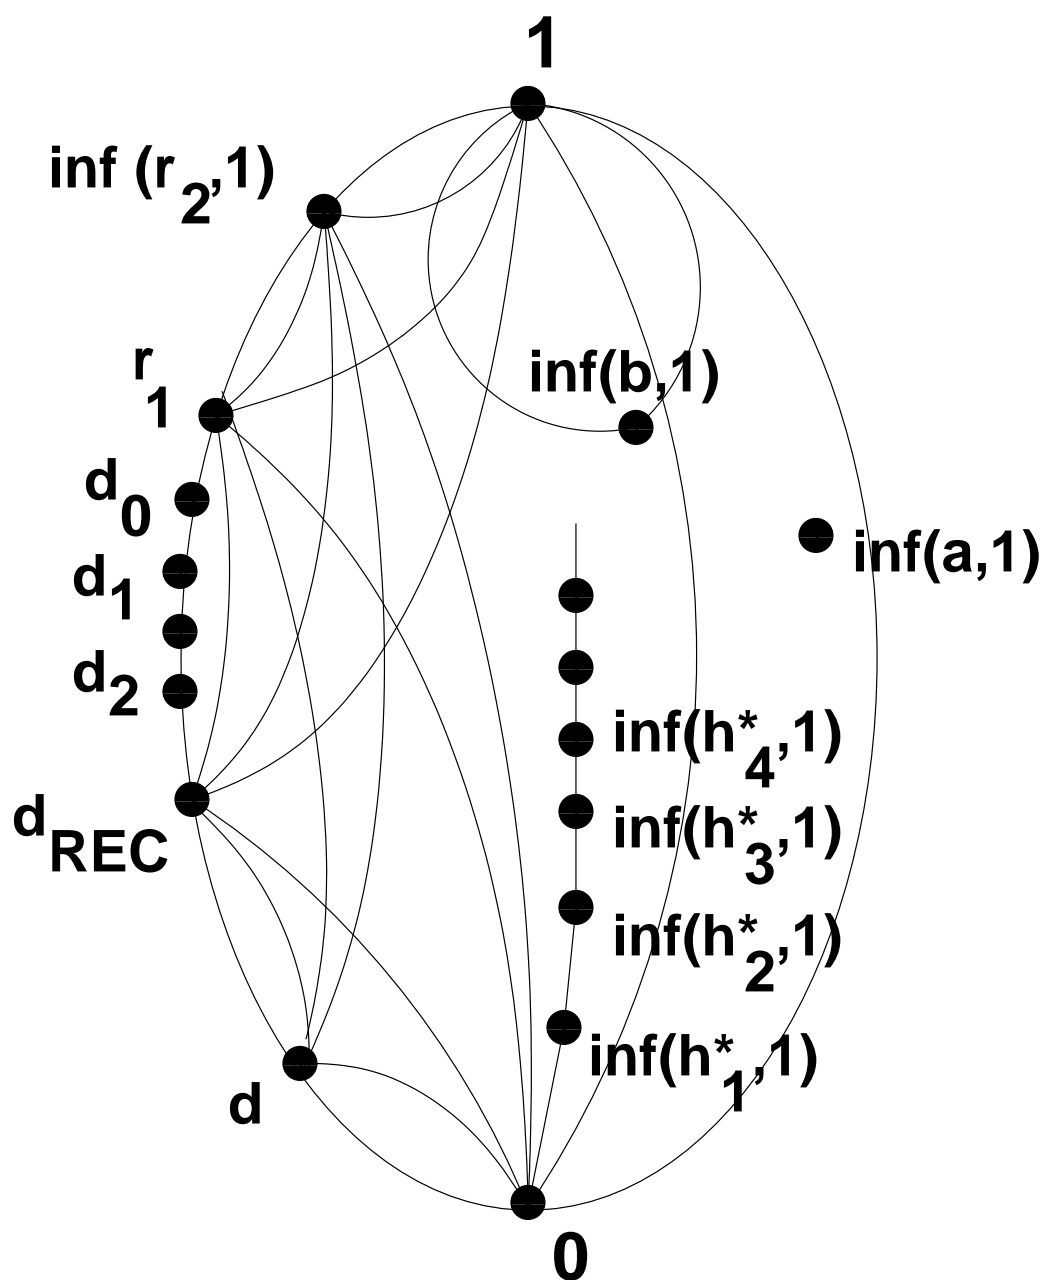 1
inf (r₂,1)
r₁
inf(b,1)
d₀
inf(a,1)
d₁
d₂
inf(h*₄,1)
d_REC
inf(h*₃,1)
inf(h*₂,1)
inf(h*₁,1)
d
0